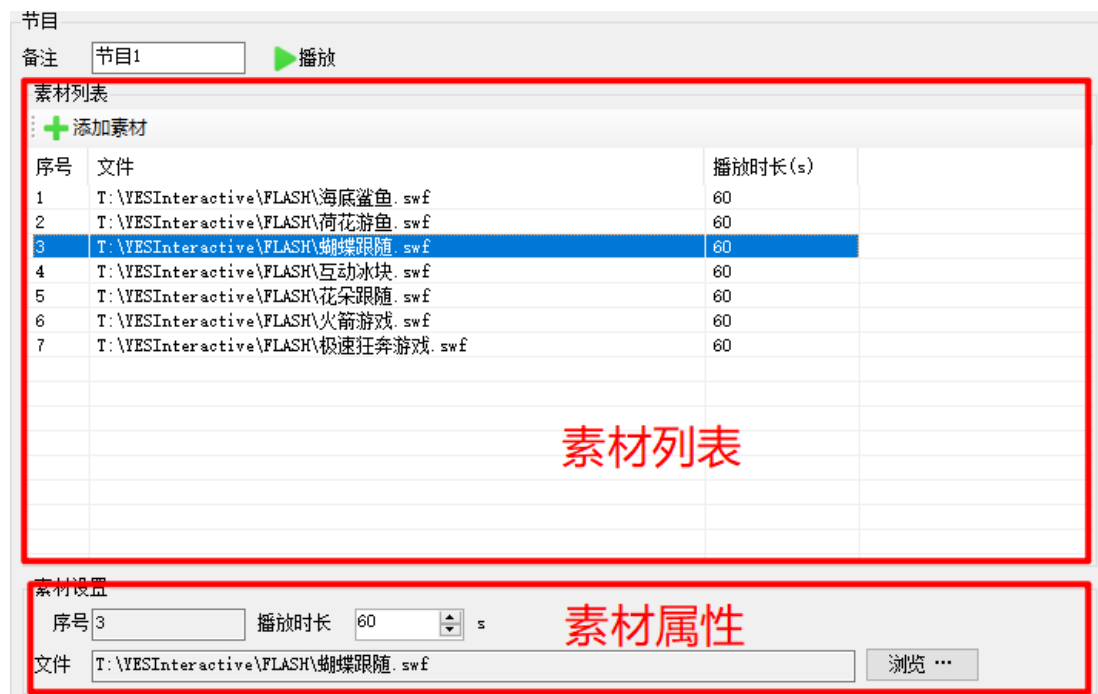 节目
备注 节目1 播放
素材列表
添加素材
序号 文件 播放时长(s)
1 T:\YESInteractive\FLASH\海底鲨鱼.swf 60
2 T:\YESInteractive\FLASH\荷花游鱼.swf 60
3 T:\YESInteractive\FLASH\蝴蝶跟随.swf 60
4 T:\YESInteractive\FLASH\互动冰块.swf 60
5 T:\YESInteractive\FLASH\花朵跟随.swf 60
6 T:\YESInteractive\FLASH\火箭游戏.swf 60
7 T:\YESInteractive\FLASH\极速狂奔游戏.swf 60
素材列表
素材设置
序号 3 播放时长 60 s 素材属性
文件 T:\YESInteractive\FLASH\蝴蝶跟随.swf 浏览 …